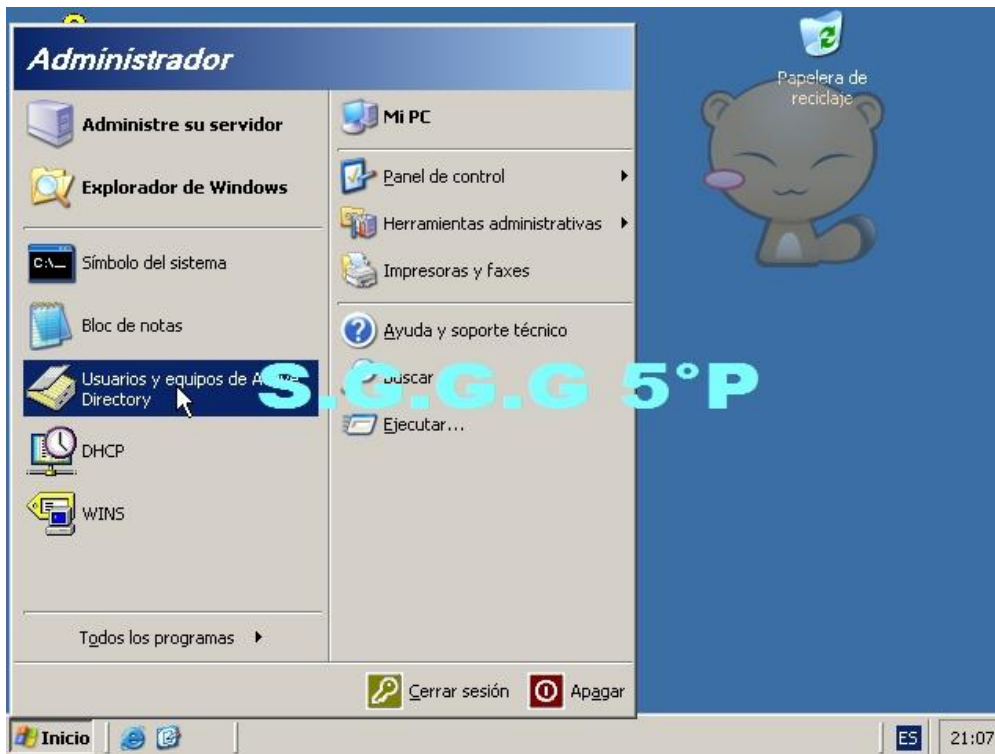 Administrador
Administre su servidor
Explorador de Windows
Símbolo del sistema
Bloc de notas
Usuarios y equipos de Active
Directory
DHCP
WINS
Todos los programas
Mi PC
Panel de control
Herramientas administrativas
Impresoras y faxes
Ayuda y soporte técnico
Buscar
Ejecutar...
Cerrar sesión
Apagar
Papelera de
reciclaje
S.G.G.G 5°P
C:\_
Inicio
ES
21:07